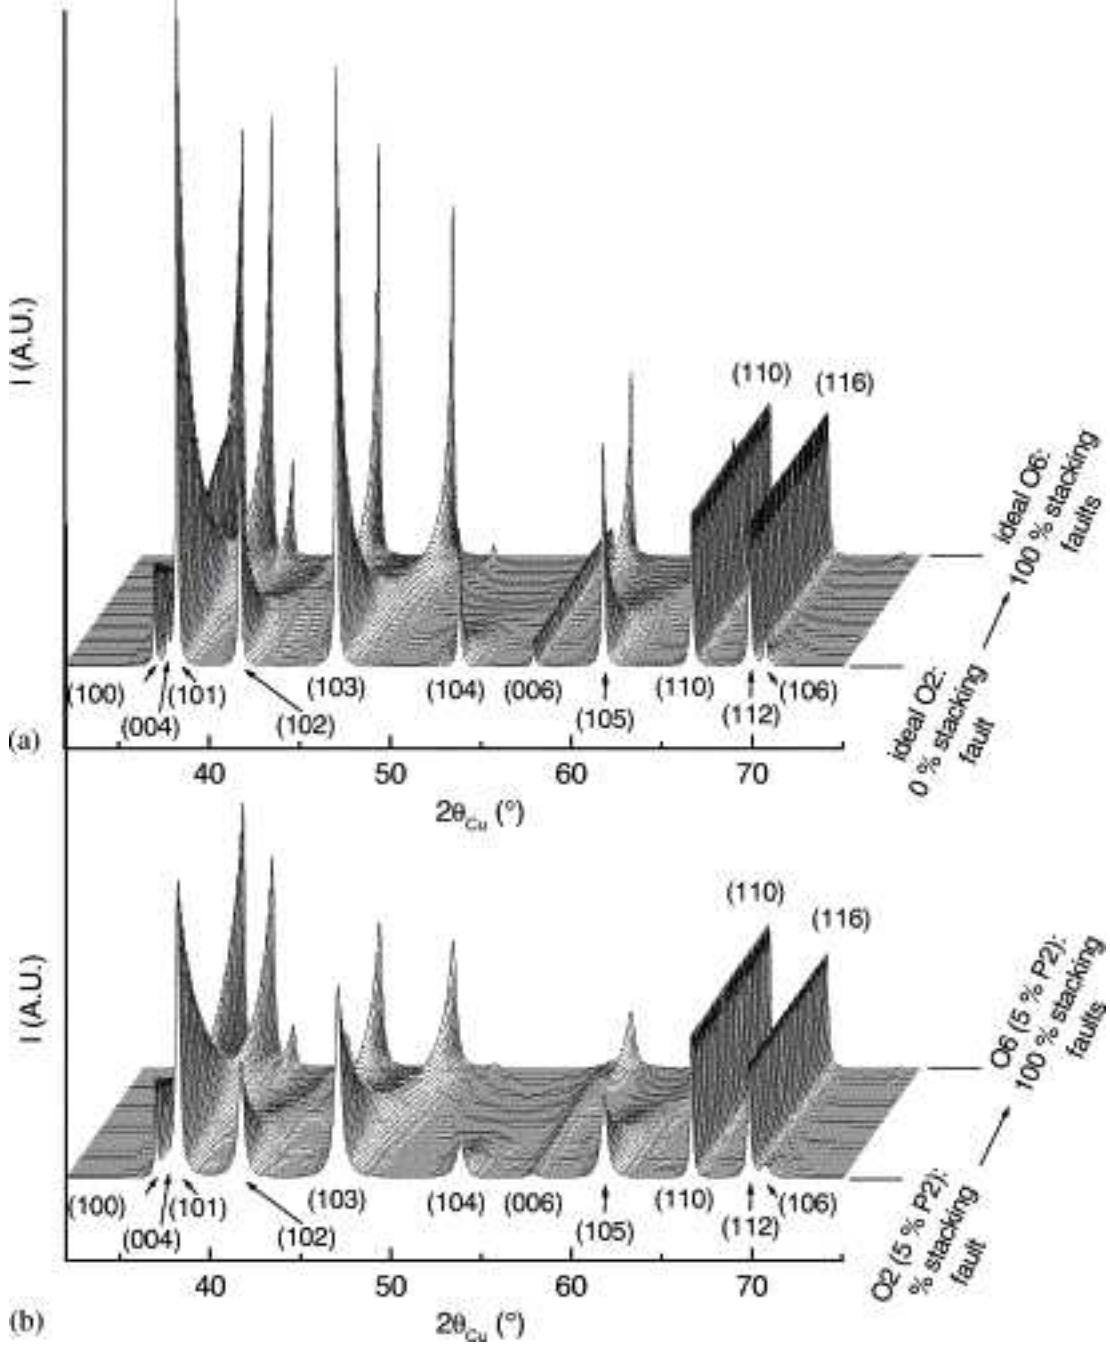 I (A.U.)
(110)
(116)
ideal O6:
100 % stacking
faults
(100)
(004)
(101)
(102)
(103)
(104)
(006)
(105)
(110)
(112)
(106)
ideal O2:
0 % stacking
fault
(a)
40
50
60
70
2θCu (°)
I (A.U.)
(110)
(116)
O6 (5 % P2):
100 % stacking
faults
(100)
(004)
(101)
(102)
(103)
(104)
(006)
(105)
(110)
(112)
(106)
O2 (5 % P2):
% stacking
fault
40
50
60
70
(b)
2θCu (°)